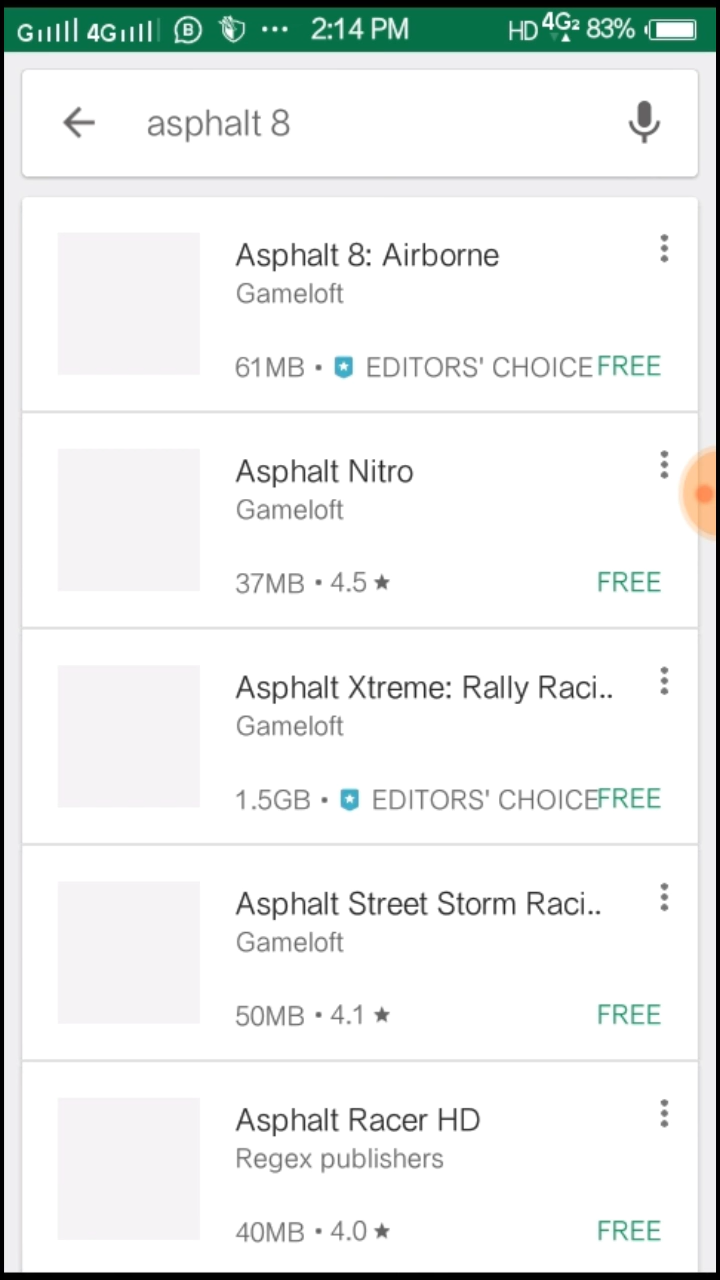 G 4G B ... 2:14 PM HD 4G2 83%
asphalt 8
Asphalt 8: Airborne
Gameloft
61MB • EDITORS' CHOICE FREE
Asphalt Nitro
Gameloft
37MB • 4.5 ★ FREE
Asphalt Xtreme: Rally Raci..
Gameloft
1.5GB • EDITORS' CHOICE FREE
Asphalt Street Storm Raci..
Gameloft
50MB • 4.1 ★ FREE
Asphalt Racer HD
Regex publishers
40MB • 4.0 ★ FREE